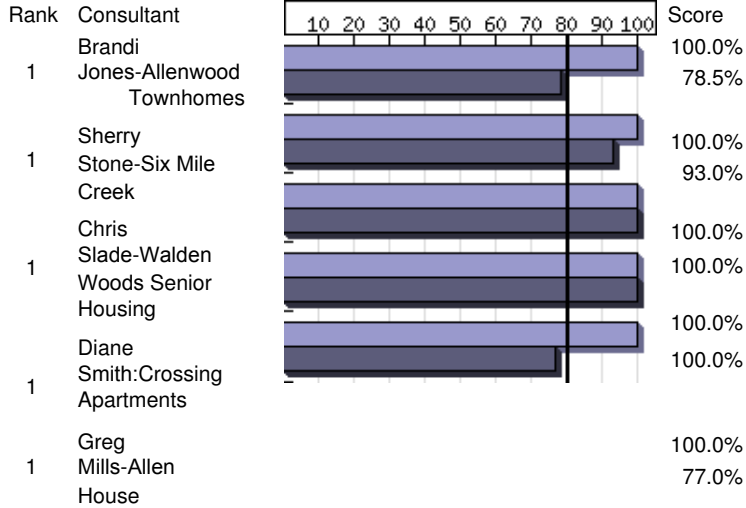 Rank Consultant 10 20 30 40 50 60 70 80 90 100 Score
Brandi 100.0%
1 Jones-Allenwood 78.5%
Townhomes
Sherry 100.0%
1 Stone-Six Mile 93.0%
Creek
Chris 100.0%
Slade-Walden
1 Woods Senior 100.0%
Housing
100.0%
Diane
Smith:Crossing 100.0%
1 Apartments
Greg 100.0%
1 Mills-Allen 77.0%
House